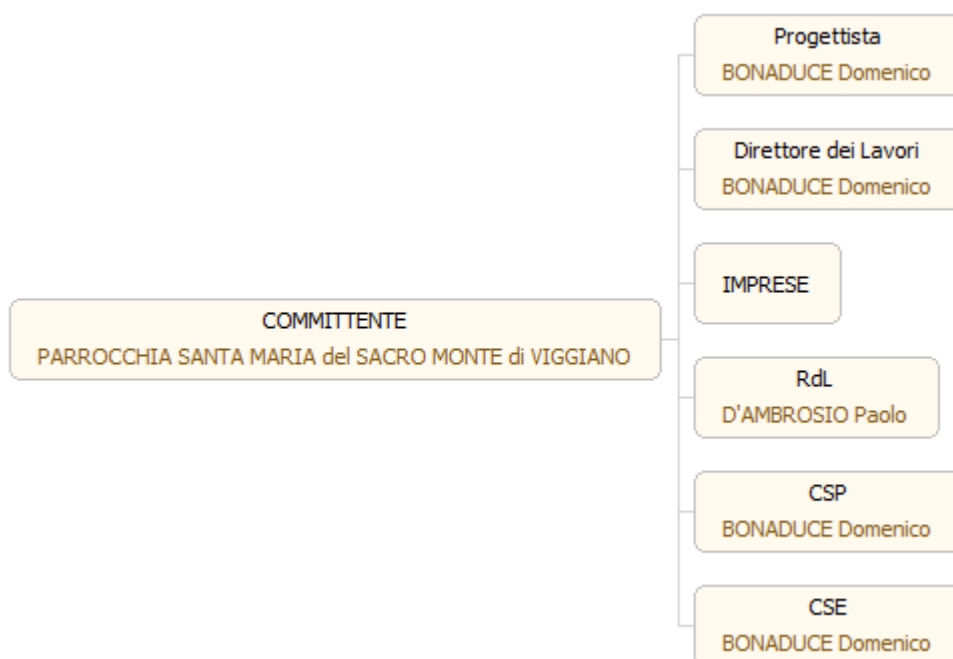 Progettista
BONADUCE Domenico
Direttore dei Lavori
BONADUCE Domenico
IMPRESE
COMMITTENTE
PARROCCHIA SANTA MARIA del SACRO MONTE di VIGGIANO
RdL
D'AMBROSIO Paolo
CSP
BONADUCE Domenico
CSE
BONADUCE Domenico